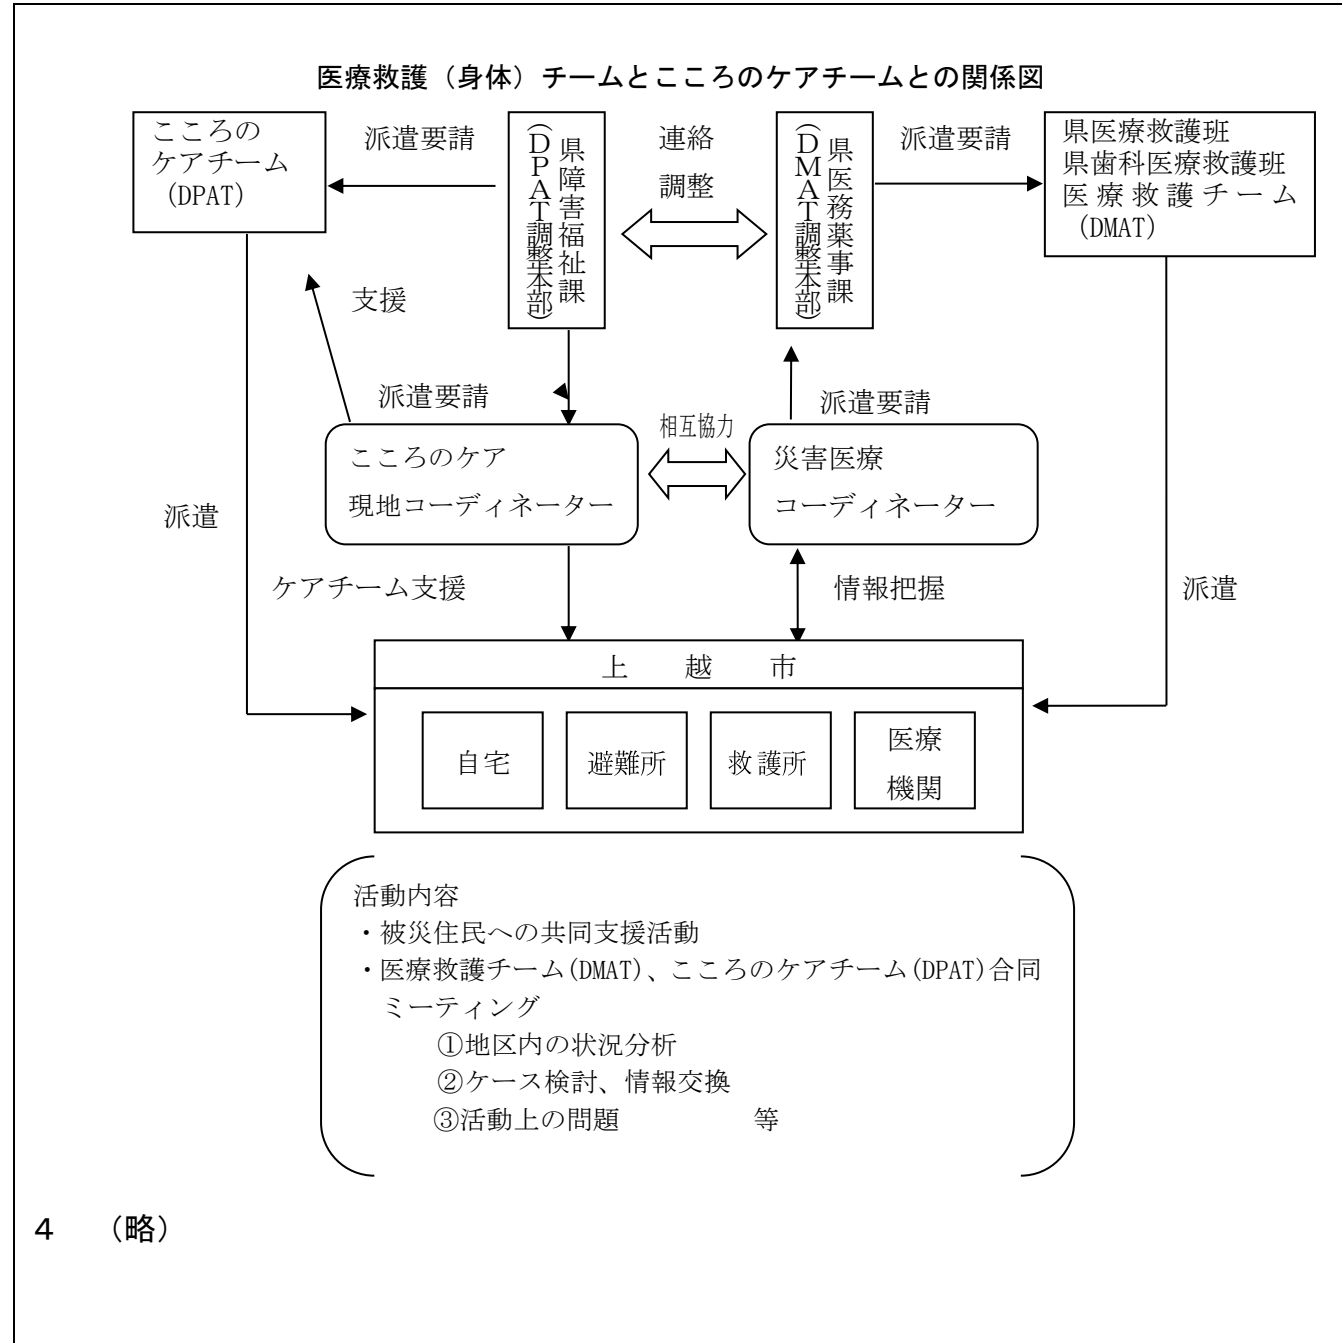 医療救護（身体）チームとこころのケアチームとの関係図
こころの
ケアチーム
(DPAT)
派遣要請
県障害福祉課
（DPAT調整本部）
連絡
調整
県医務薬事課
（DMAT調整本部）
派遣要請
県医療救護班
県歯科医療救護班
医療救護チーム
(DMAT)
支援
派遣要請
相互協力
派遣要請
こころのケア
現地コーディネーター
災害医療
コーディネーター
派遣
ケアチーム支援
情報把握
派遣
上越市
自宅
避難所
救護所
医療
機関
活動内容
・被災住民への共同支援活動
・医療救護チーム(DMAT)、こころのケアチーム(DPAT)合同
ミーティング
①地区内の状況分析
②ケース検討、情報交換
③活動上の問題　　　　　等
４　（略）